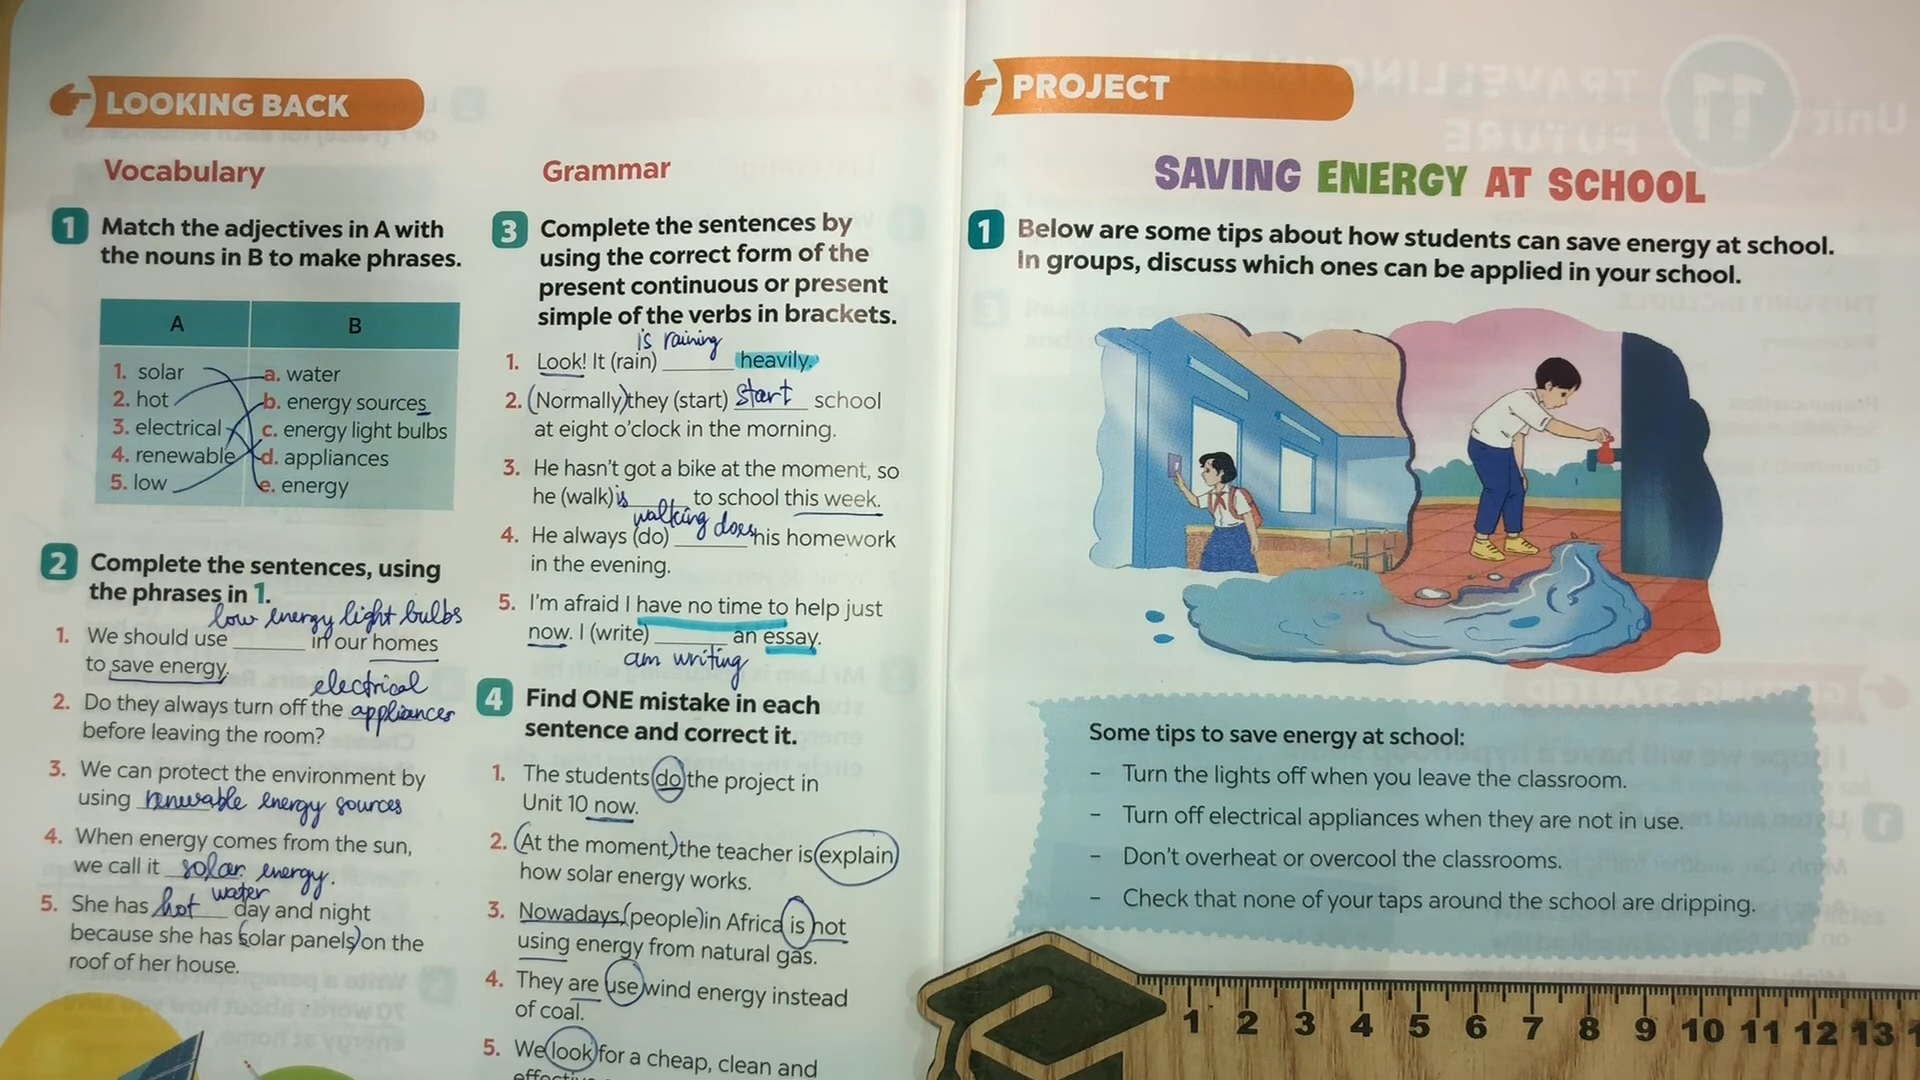 LOOKING BACK
Vocabulary
1 Match the adjectives in A with
the nouns in B to make phrases.
A B
1. solar a. water
2. hot b. energy sources
3. electrical c. energy light bulbs
4. renewable d. appliances
5. low e. energy
2 Complete the sentences, using
the phrases in 1.
low energy light bulbs
1. We should use ______ in our homes
to save energy.
electrical
2. Do they always turn off the appliances
before leaving the room?
3. We can protect the environment by
using renewable energy sources
4. When energy comes from the sun,
we call it solar energy.
water
5. She has hot day and night
because she has solar panels on the
roof of her house.
Grammar
3 Complete the sentences by
using the correct form of the
present continuous or present
simple of the verbs in brackets.
is raining
1. Look! It (rain) ______ heavily.
2. (Normally) they (start) start school
at eight o'clock in the morning.
3. He hasn't got a bike at the moment, so
he (walk) is ____ to school this week.
walking does
4. He always (do) ______ his homework
in the evening.
5. I'm afraid I have no time to help just
now. I (write) ______ an essay.
am writing
4 Find ONE mistake in each
sentence and correct it.
1. The students do the project in
Unit 10 now.
2. (At the moment,) the teacher is explain
how solar energy works.
3. Nowadays, (people) in Africa is not
using energy from natural gas.
4. They are use wind energy instead
of coal.
5. We look for a cheap, clean and
PROJECT
SAVING ENERGY AT SCHOOL
1 Below are some tips about how students can save energy at school.
In groups, discuss which ones can be applied in your school.
Some tips to save energy at school:
- Turn the lights off when you leave the classroom.
- Turn off electrical appliances when they are not in use.
- Don't overheat or overcool the classrooms.
- Check that none of your taps around the school are dripping.
1 2 3 4 5 6 7 8 9 10 11 12 13